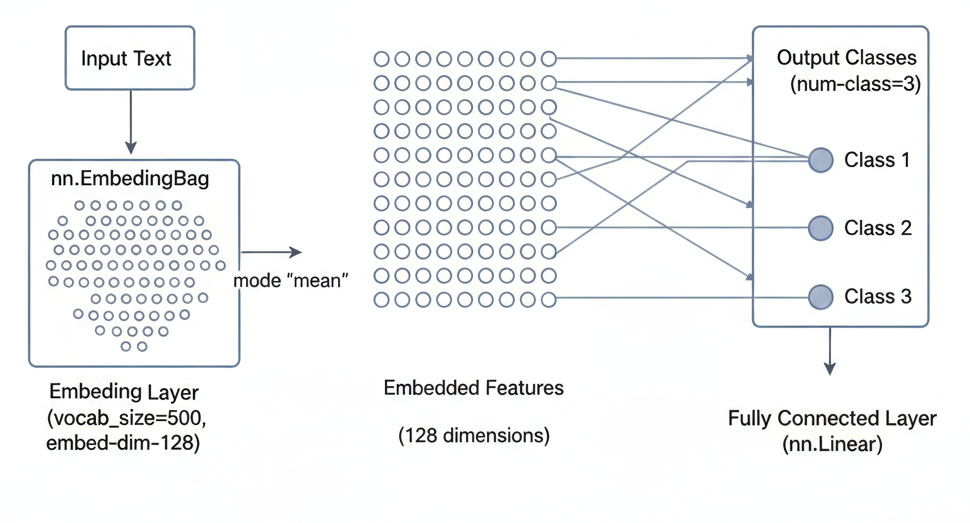 Input Text
nn.EmbedingBag
mode “mean”
Embeding Layer
(vocab_size=500,
embed-dim-128)
Embedded Features
(128 dimensions)
Output Classes
(num-class=3)
Class 1
Class 2
Class 3
Fully Connected Layer
(nn.Linear)